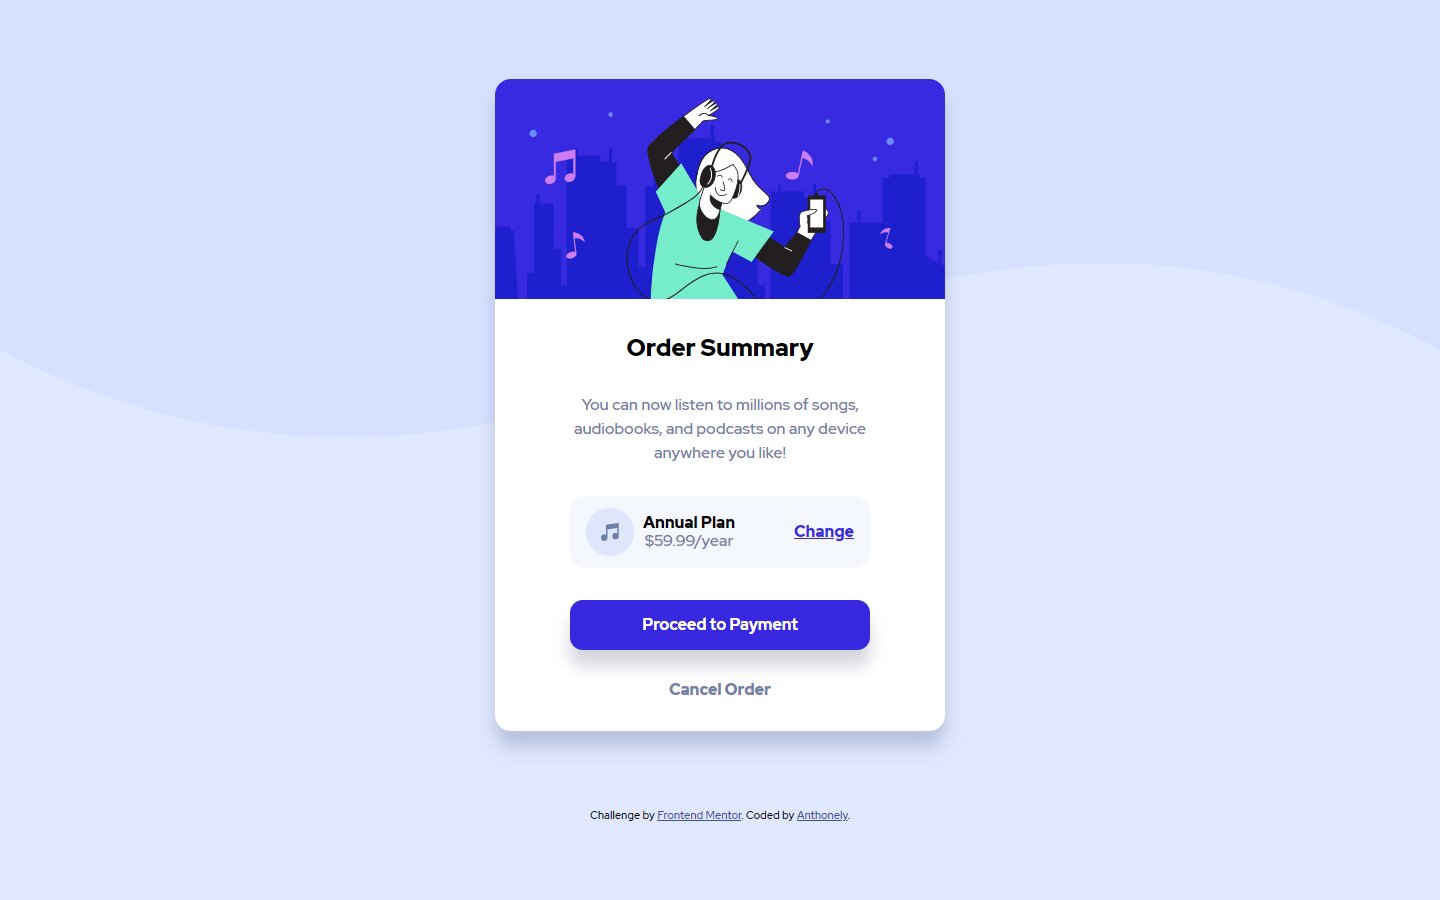 Order Summary
You can now listen to millions of songs,
audiobooks, and podcasts on any device
anywhere you like!
Annual Plan
$59.99/year
Change
Proceed to Payment
Cancel Order
Challenge by Frontend Mentor. Coded by Anthonely.